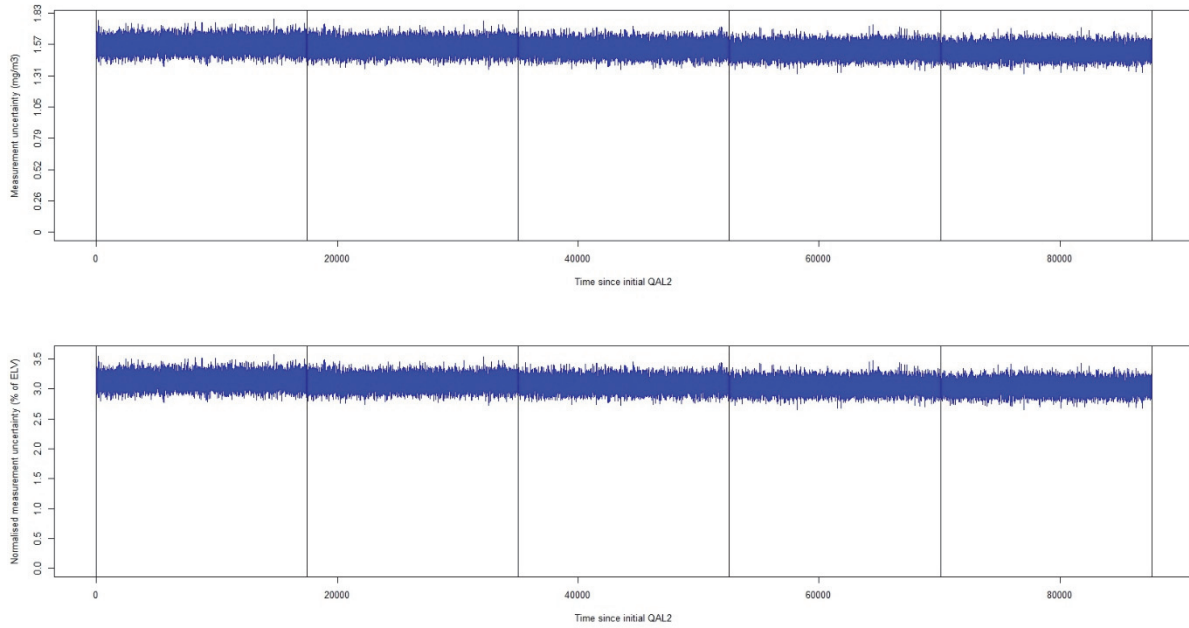 Measurement uncertainty (mg/m3)
1.83
1.57
1.31
1.05
0.79
0.52
0.26
0
0 20000 40000 60000 80000
Time since initial QAL2
Normalised measurement uncertainty (% of ELV)
3.5
3.0
2.5
2.0
1.5
1.0
0.5
0.0
0 20000 40000 60000 80000
Time since initial QAL2